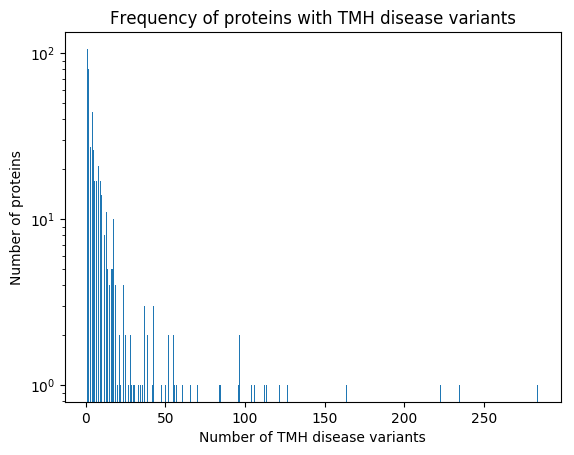 Frequency of proteins with TMH disease variants
Number of proteins
10²
10¹
10⁰
0 50 100 150 200 250
Number of TMH disease variants